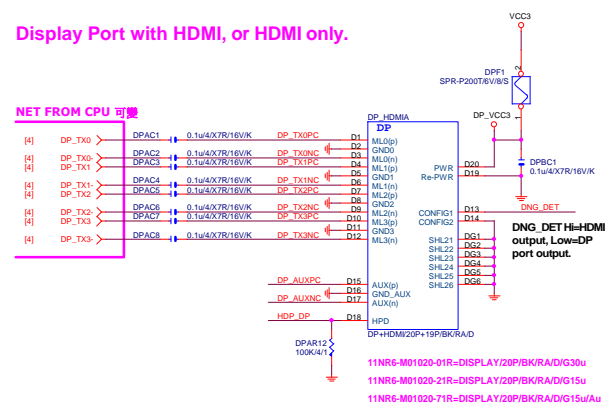 Display Port with HDMI, or HDMI only.
VCC3
DPF1
SPR-P200T/6V/8/S
2
1
NET FROM CPU 可變
DP_HDMIA
DP
DP_VCC3
DPBC1
0.1u/4/X7R/16V/K
[4] DP_TX0 DPAC1 0.1u/4/X7R/16V/K DP_TX0PC D1 ML0(p)
D2 GND0
[4] DP_TX0- DPAC2 0.1u/4/X7R/16V/K DP_TX0NC D3 ML0(n)
[4] DP_TX1 DPAC3 0.1u/4/X7R/16V/K DP_TX1PC D4 ML1(p)
D5 GND1
[4] DP_TX1- DPAC4 0.1u/4/X7R/16V/K DP_TX1NC D6 ML1(n)
[4] DP_TX2 DPAC5 0.1u/4/X7R/16V/K DP_TX2PC D7 ML2(p)
D8 GND2
[4] DP_TX2- DPAC6 0.1u/4/X7R/16V/K DP_TX2NC D9 ML2(n)
[4] DP_TX3 DPAC7 0.1u/4/X7R/16V/K DP_TX3PC D10 ML3(p)
D11 GND3
[4] DP_TX3- DPAC8 0.1u/4/X7R/16V/K DP_TX3NC D12 ML3(n)
PWR D20
Re-PWR D19
CONFIG1 D13 DNG_DET
CONFIG2 D14
DNG_DET Hi=HDMI
output, Low=DP
port output.
SHL21 DG1
SHL22 DG2
SHL23 DG3
SHL24 DG4
SHL25 DG5
SHL26 DG6
DP_AUXPC D15 AUX(p)
D16 GND_AUX
DP_AUXNC D17 AUX(n)
HDP_DP D18 HPD
DP+HDMI/20P+19P/BK/RA/D
DPAR12
100K/4/1
11NR6-M01020-01R=DISPLAY/20P/BK/RA/D/G30u
11NR6-M01020-21R=DISPLAY/20P/BK/RA/D/G15u
11NR6-M01020-71R=DISPLAY/20P/BK/RA/D/G15u/Au